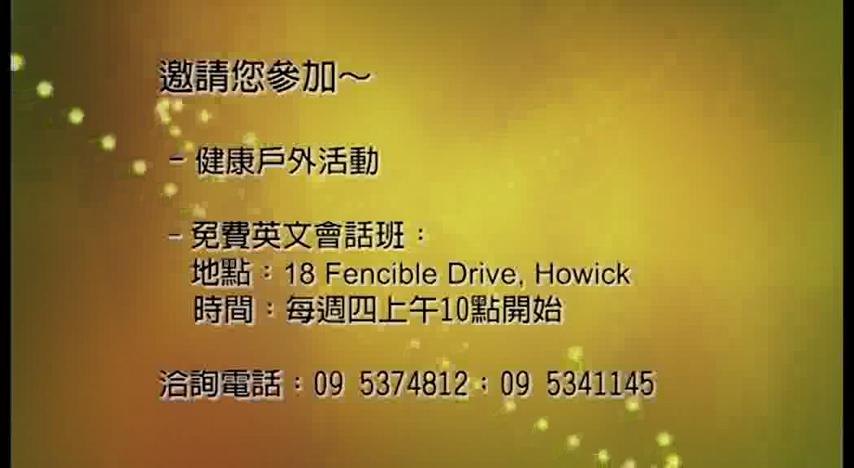 邀請您參加～
- 健康戶外活動
- 免費英文會話班：
地點：18 Fencible Drive, Howick
時間：每週四上午10點開始
洽詢電話：09 5374812；09 5341145